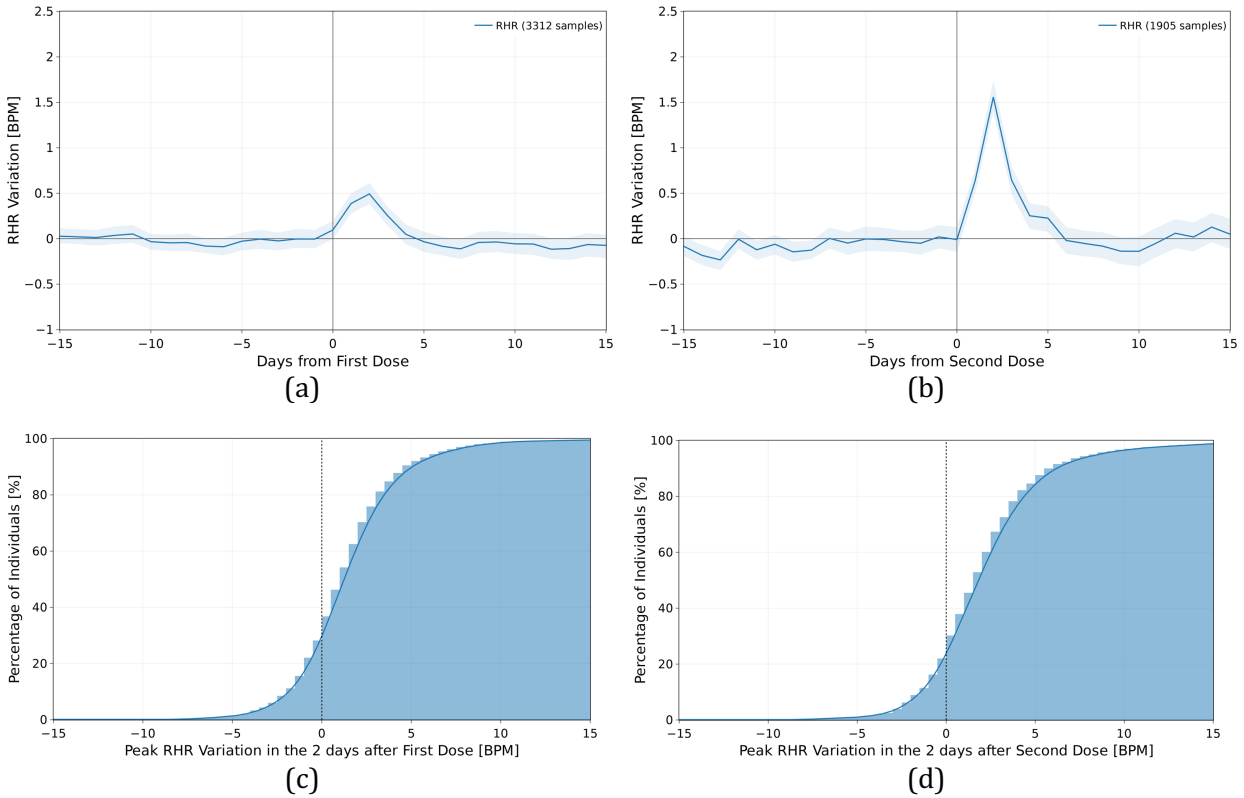 2.5
2
1.5
1
0.5
0
−0.5
−1
RHR Variation [BPM]
RHR (3312 samples)
−15 −10 −5 0 5 10 15
Days from First Dose
(a)
2.5
2
1.5
1
0.5
0
−0.5
−1
RHR Variation [BPM]
RHR (1905 samples)
−15 −10 −5 0 5 10 15
Days from Second Dose
(b)
100
80
60
40
20
0
Percentage of Individuals [%]
−15 −10 −5 0 5 10 15
Peak RHR Variation in the 2 days after First Dose [BPM]
(c)
100
80
60
40
20
0
Percentage of Individuals [%]
−15 −10 −5 0 5 10 15
Peak RHR Variation in the 2 days after Second Dose [BPM]
(d)